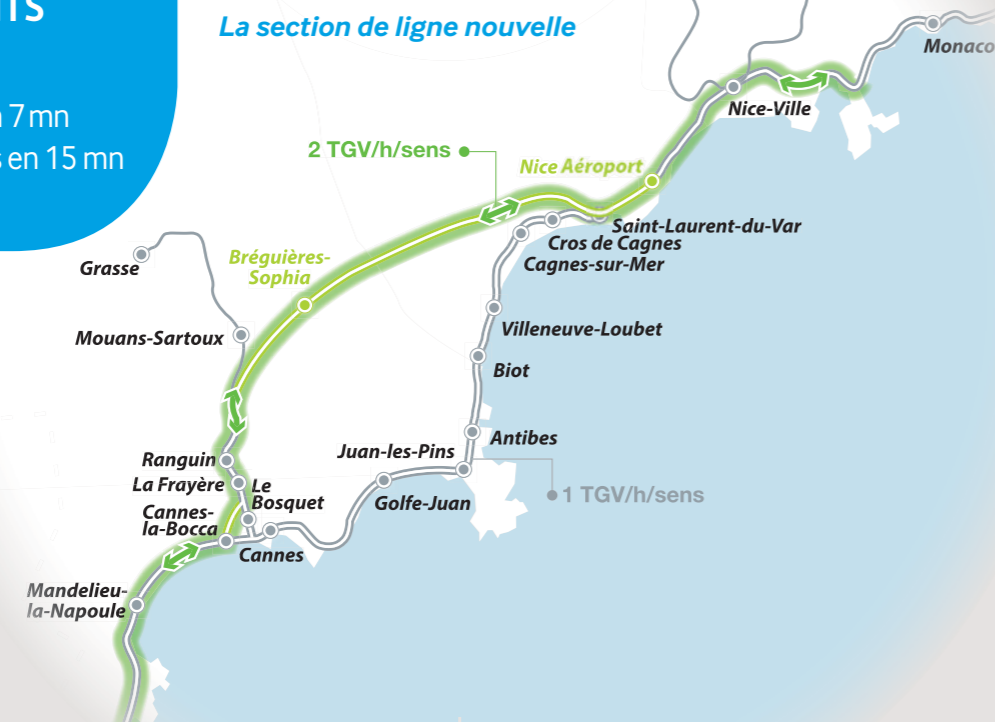 La section de ligne nouvelle
7 mn
en 15 mn
Monaco
Nice-Ville
2 TGV/h/sens
Nice Aéroport
Saint-Laurent-du-Var
Cros de Cagnes
Cagnes-sur-Mer
Grasse
Bréguières-
Sophia
Villeneuve-Loubet
Mouans-Sartoux
Biot
Antibes
Juan-les-Pins
Ranguin
La Frayère
Le
Bosquet
Golfe-Juan
1 TGV/h/sens
Cannes-
la-Bocca
Cannes
Mandelieu-
la-Napoule